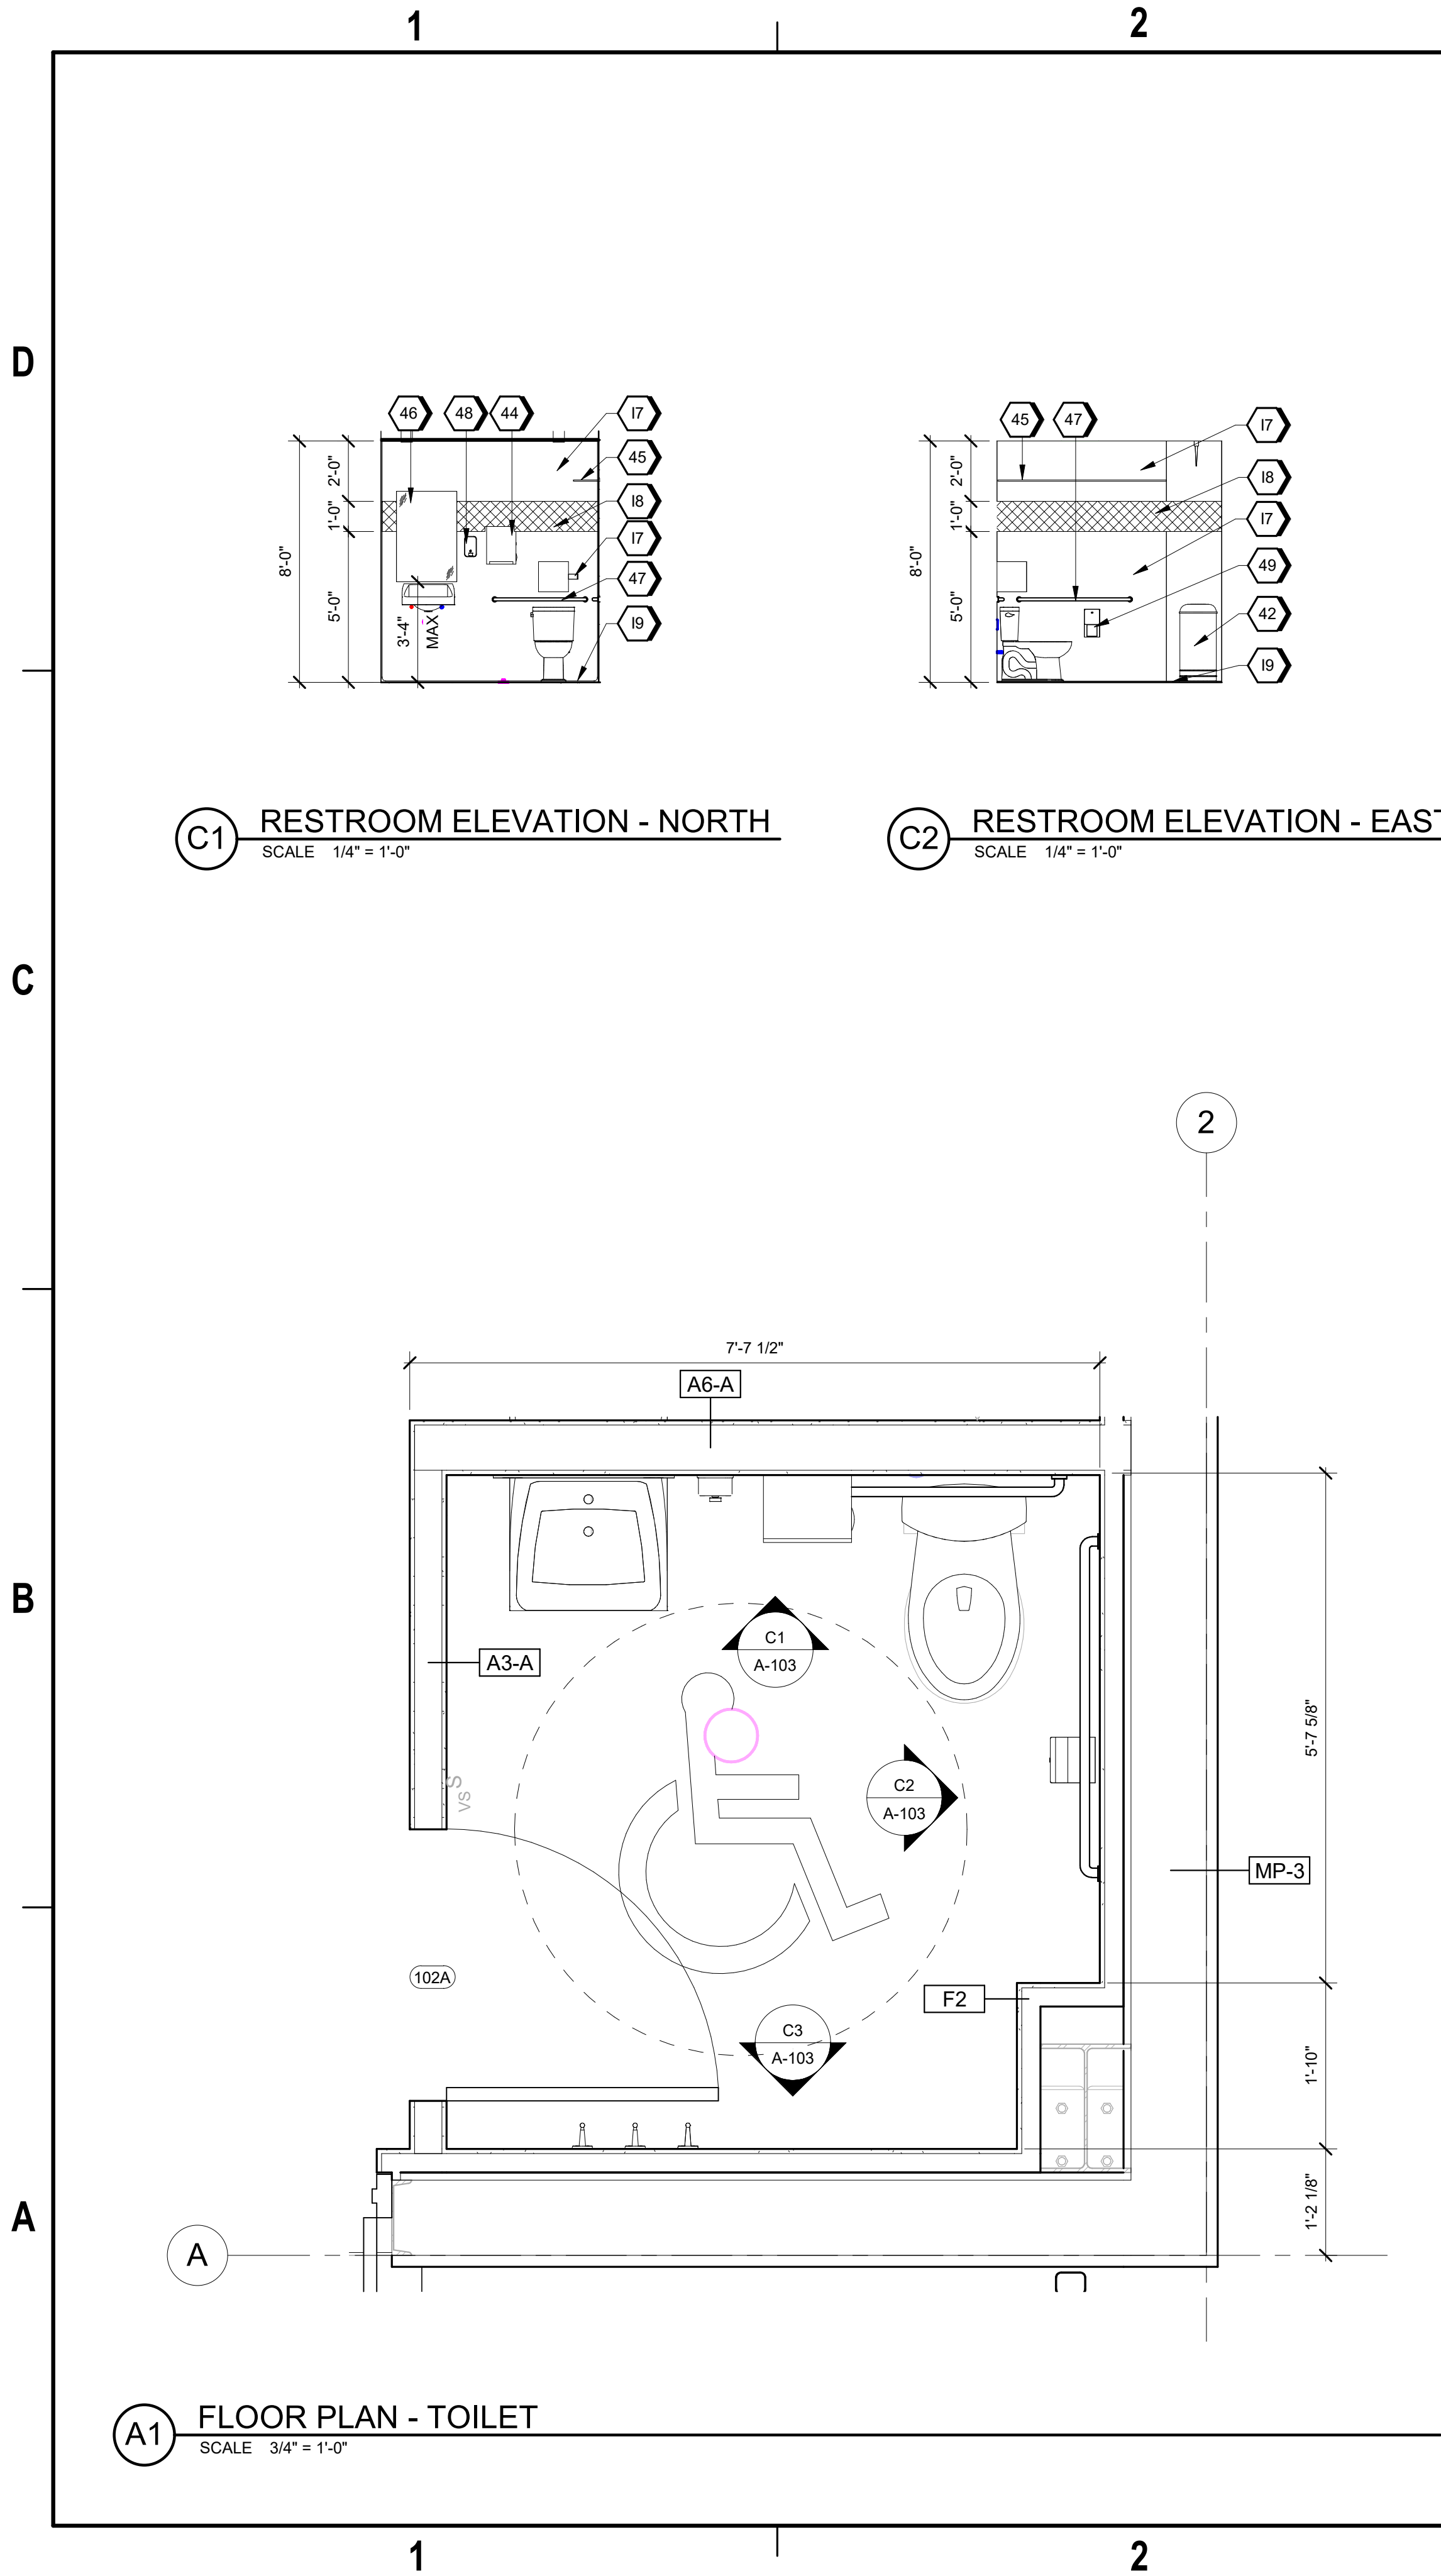 1 2
D
46 48 44 I7
45
I8
I7
47
I9
8'-0"
2'-0"
1'-0"
5'-0"
3'-4"
MAX
45 47 I7
I8
I7
49
42
I9
8'-0"
2'-0"
1'-0"
5'-0"
C1 RESTROOM ELEVATION - NORTH
SCALE 1/4" = 1'-0"
C2 RESTROOM ELEVATION - EAST
SCALE 1/4" = 1'-0"
C
2
7'-7 1/2"
A6-A
B
C1
A-103
A3-A
5'-7 5/8"
S
VS
C2
A-103
MP-3
102A
F2
C3
A-103
1'-10"
A
1'-2 1/8"
A
A1 FLOOR PLAN - TOILET
SCALE 3/4" = 1'-0"
1 2